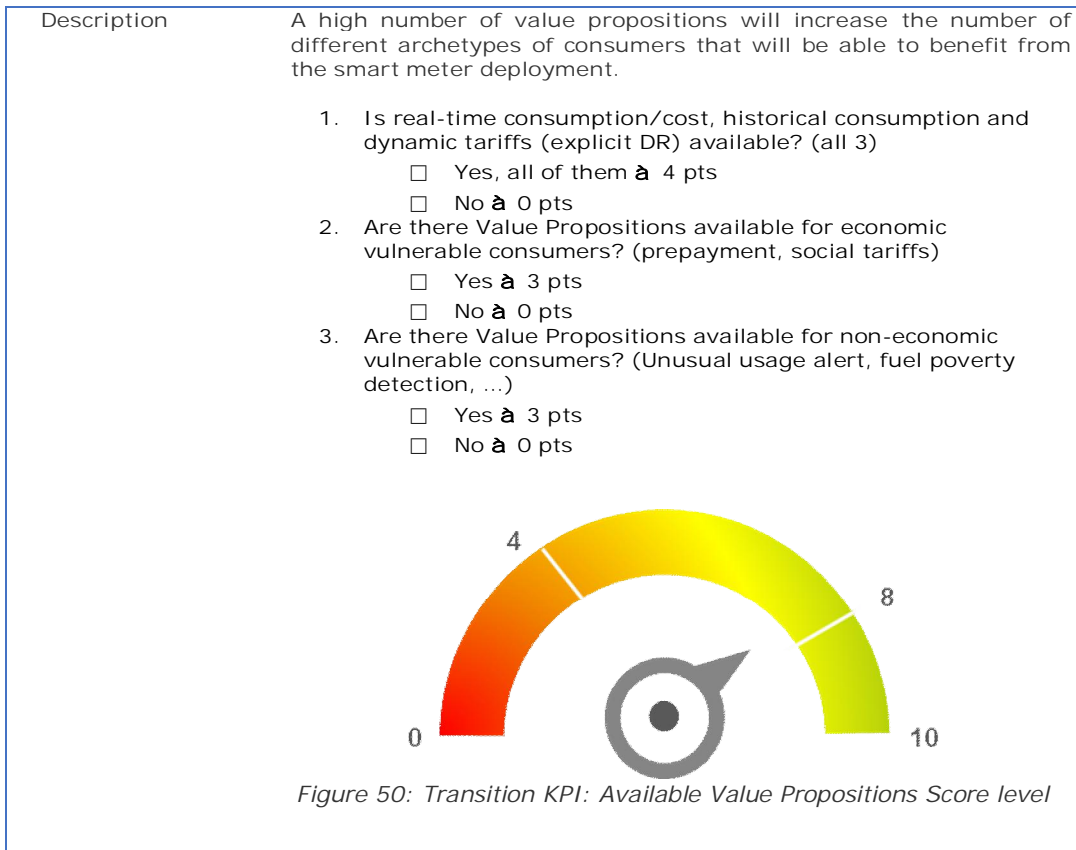 Description
A high number of value propositions will increase the number of
different archetypes of consumers that will be able to benefit from
the smart meter deployment.
1. Is real-time consumption/cost, historical consumption and
dynamic tariffs (explicit DR) available? (all 3)
☐ Yes, all of them à 4 pts
☐ No à 0 pts
2. Are there Value Propositions available for economic
vulnerable consumers? (prepayment, social tariffs)
☐ Yes à 3 pts
☐ No à 0 pts
3. Are there Value Propositions available for non-economic
vulnerable consumers? (Unusual usage alert, fuel poverty
detection, ...)
☐ Yes à 3 pts
☐ No à 0 pts
4
8
0
10
Figure 50: Transition KPI: Available Value Propositions Score level